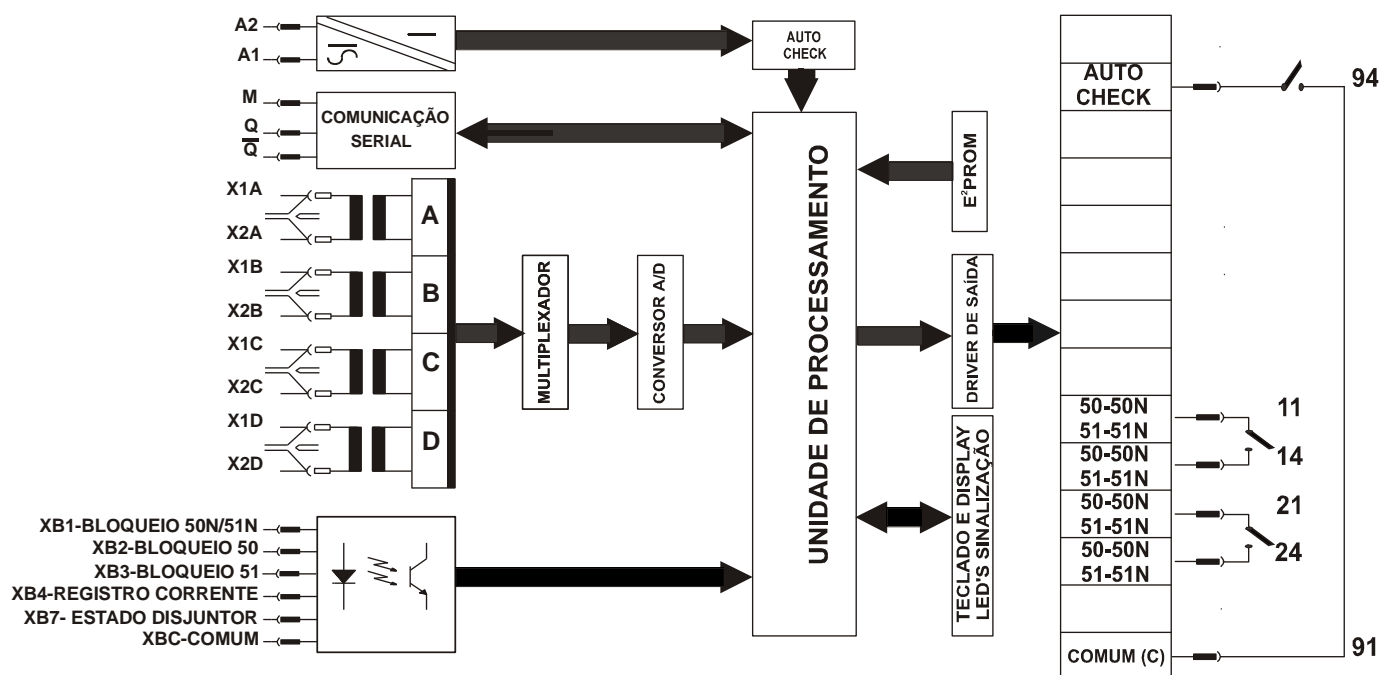 A2
A1
AUTO
CHECK
M
Q
Q̅
COMUNICAÇÃO
SERIAL
X1A
X2A
A
X1B
X2B
B
X1C
X2C
C
X1D
X2D
D
MULTIPLEXADOR
CONVERSOR A/D
UNIDADE DE PROCESSAMENTO
E²PROM
DRIVER DE SAÍDA
TECLADO E DISPLAY
LED'S SINALIZAÇÃO
XB1-BLOQUEIO 50N/51N
XB2-BLOQUEIO 50
XB3-BLOQUEIO 51
XB4-REGISTRO CORRENTE
XB7- ESTADO DISJUNTOR
XBC-COMUM
AUTO
CHECK
94
50-50N
51-51N
11
50-50N
51-51N
14
50-50N
51-51N
21
50-50N
51-51N
24
COMUM (C)
91